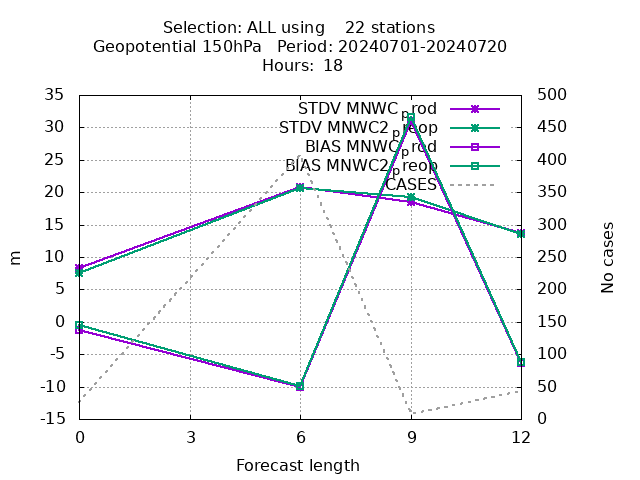 Selection: ALL using    22 stations
Geopotential 150hPa   Period: 20240701-20240720
Hours: 18
STDV MNWC_prod
STDV MNWC2_preop
BIAS MNWC_prod
BIAS MNWC2_preop
CASES
35
30
25
20
15
10
5
0
-5
-10
-15
m
500
450
400
350
300
250
200
150
100
50
0
No cases
0 3 6 9 12
Forecast length